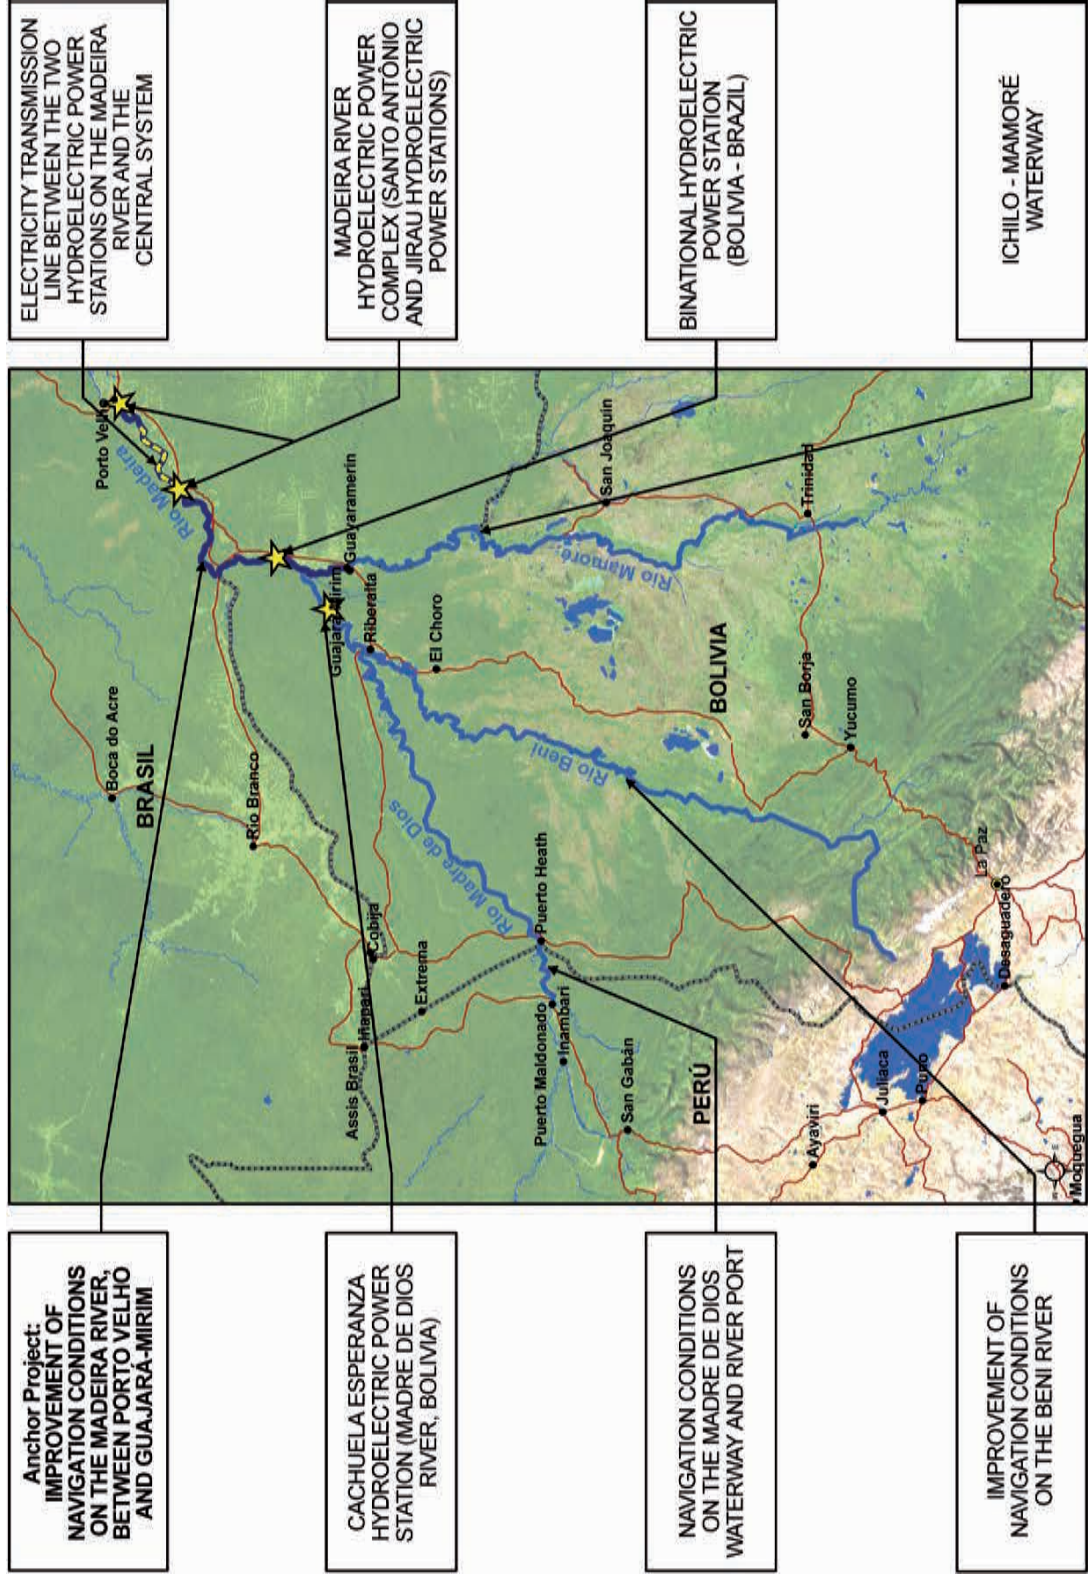 Anchor Project:
IMPROVEMENT OF
NAVIGATION CONDITIONS
ON THE MADEIRA RIVER,
BETWEEN PORTO VELHO
AND GUAJARÁ-MIRIM
CACHUELA ESPERANZA
HYDROELECTRIC POWER
STATION (MADRE DE DIOS
RIVER, BOLIVIA)
NAVIGATION CONDITIONS
ON THE MADRE DE DIOS
WATERWAY AND RIVER PORT
IMPROVEMENT OF
NAVIGATION CONDITIONS
ON THE BENI RIVER
ELECTRICITY TRANSMISSION
LINE BETWEEN THE TWO
HYDROELECTRIC POWER
STATIONS ON THE MADEIRA
RIVER AND THE
CENTRAL SYSTEM
MADEIRA RIVER
HYDROELECTRIC POWER
COMPLEX (SANTO ANTÔNIO
AND JIRAU HYDROELECTRIC
POWER STATIONS)
BINATIONAL HYDROELECTRIC
POWER STATION
(BOLIVIA - BRAZIL)
ICHILO - MAMORÉ
WATERWAY
Porto Velho
Río Madeira
Boca do Acre
BRASIL
Rio Branco
Guajará-Mirim
Guayaramerín
Riberalta
El Choro
Cobija
Assis Brasil
Iñapari
Extrema
Río Madre de Dios
Puerto Heath
Puerto Maldonado
Inambari
San Gabán
PERÚ
Río Beni
Río Mamoré
San Joaquín
BOLIVIA
Trinidad
San Borja
Yucumo
La Paz
Desaguadero
Ayaviri
Juliaca
Puno
Moquegua